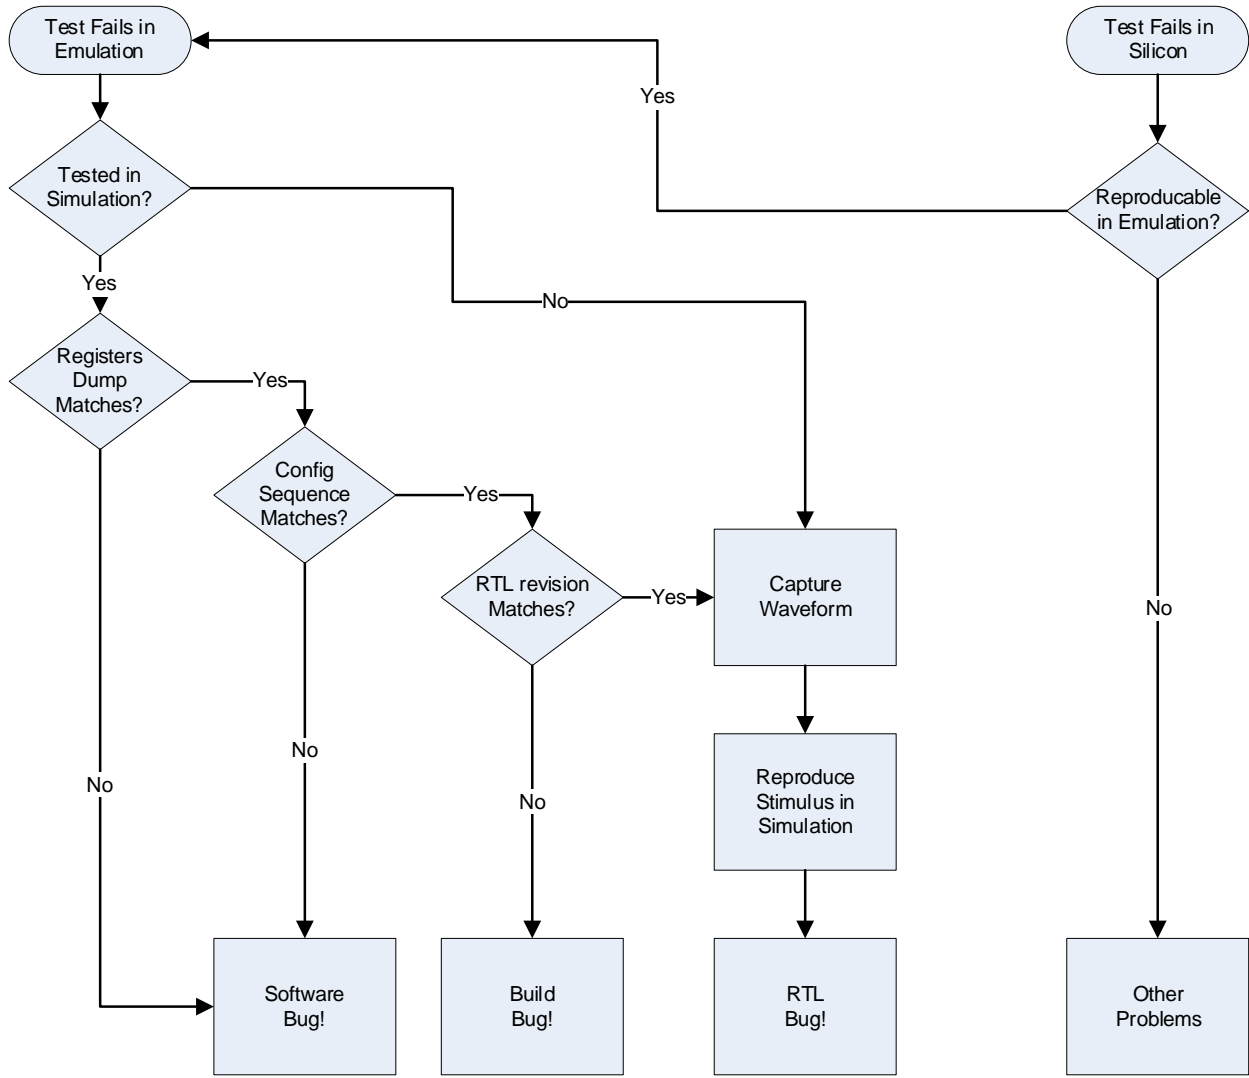 Test Fails in
Emulation
Test Fails in
Silicon
Yes
Tested in
Simulation?
Reproducable
in Emulation?
Yes
No
Registers
Dump
Matches?
Yes
Config
Sequence
Matches?
Yes
RTL revision
Matches?
Yes
Capture
Waveform
No
No
No
No
Reproduce
Stimulus in
Simulation
Software
Bug!
Build
Bug!
RTL
Bug!
Other
Problems